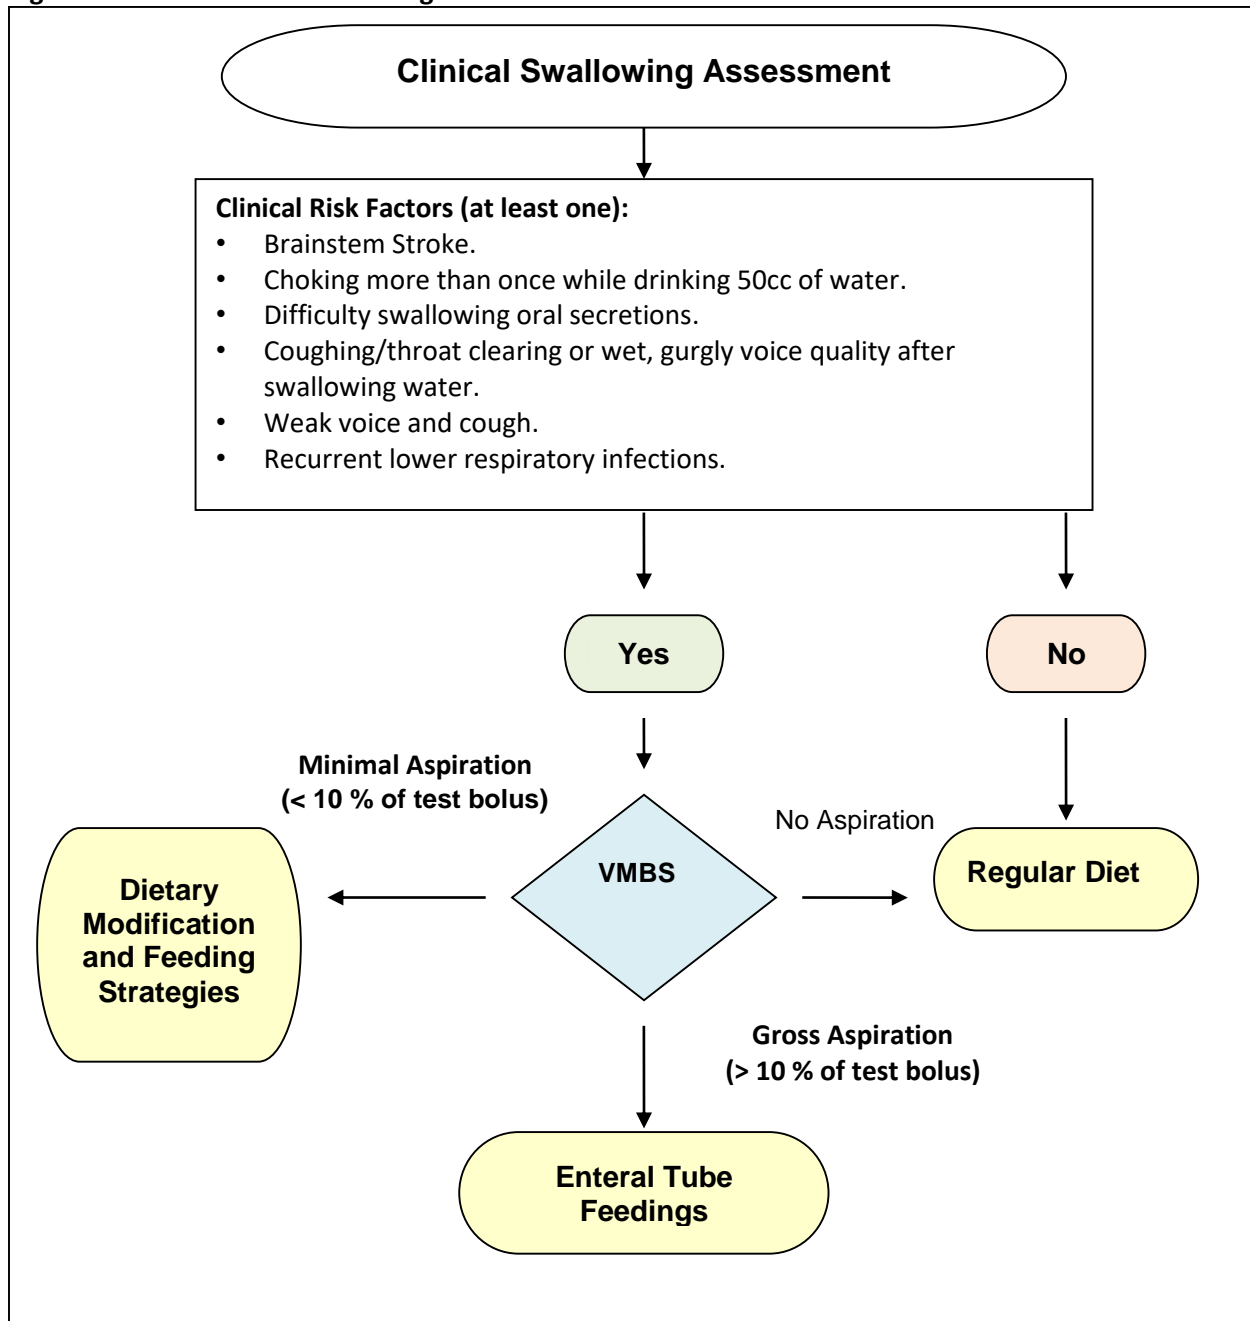 Clinical Swallowing Assessment
Clinical Risk Factors (at least one):
• Brainstem Stroke.
• Choking more than once while drinking 50cc of water.
• Difficulty swallowing oral secretions.
• Coughing/throat clearing or wet, gurgly voice quality after
swallowing water.
• Weak voice and cough.
• Recurrent lower respiratory infections.
Yes
No
Minimal Aspiration
(< 10 % of test bolus)
No Aspiration
VMBS
Regular Diet
Dietary
Modification
and Feeding
Strategies
Gross Aspiration
(> 10 % of test bolus)
Enteral Tube
Feedings